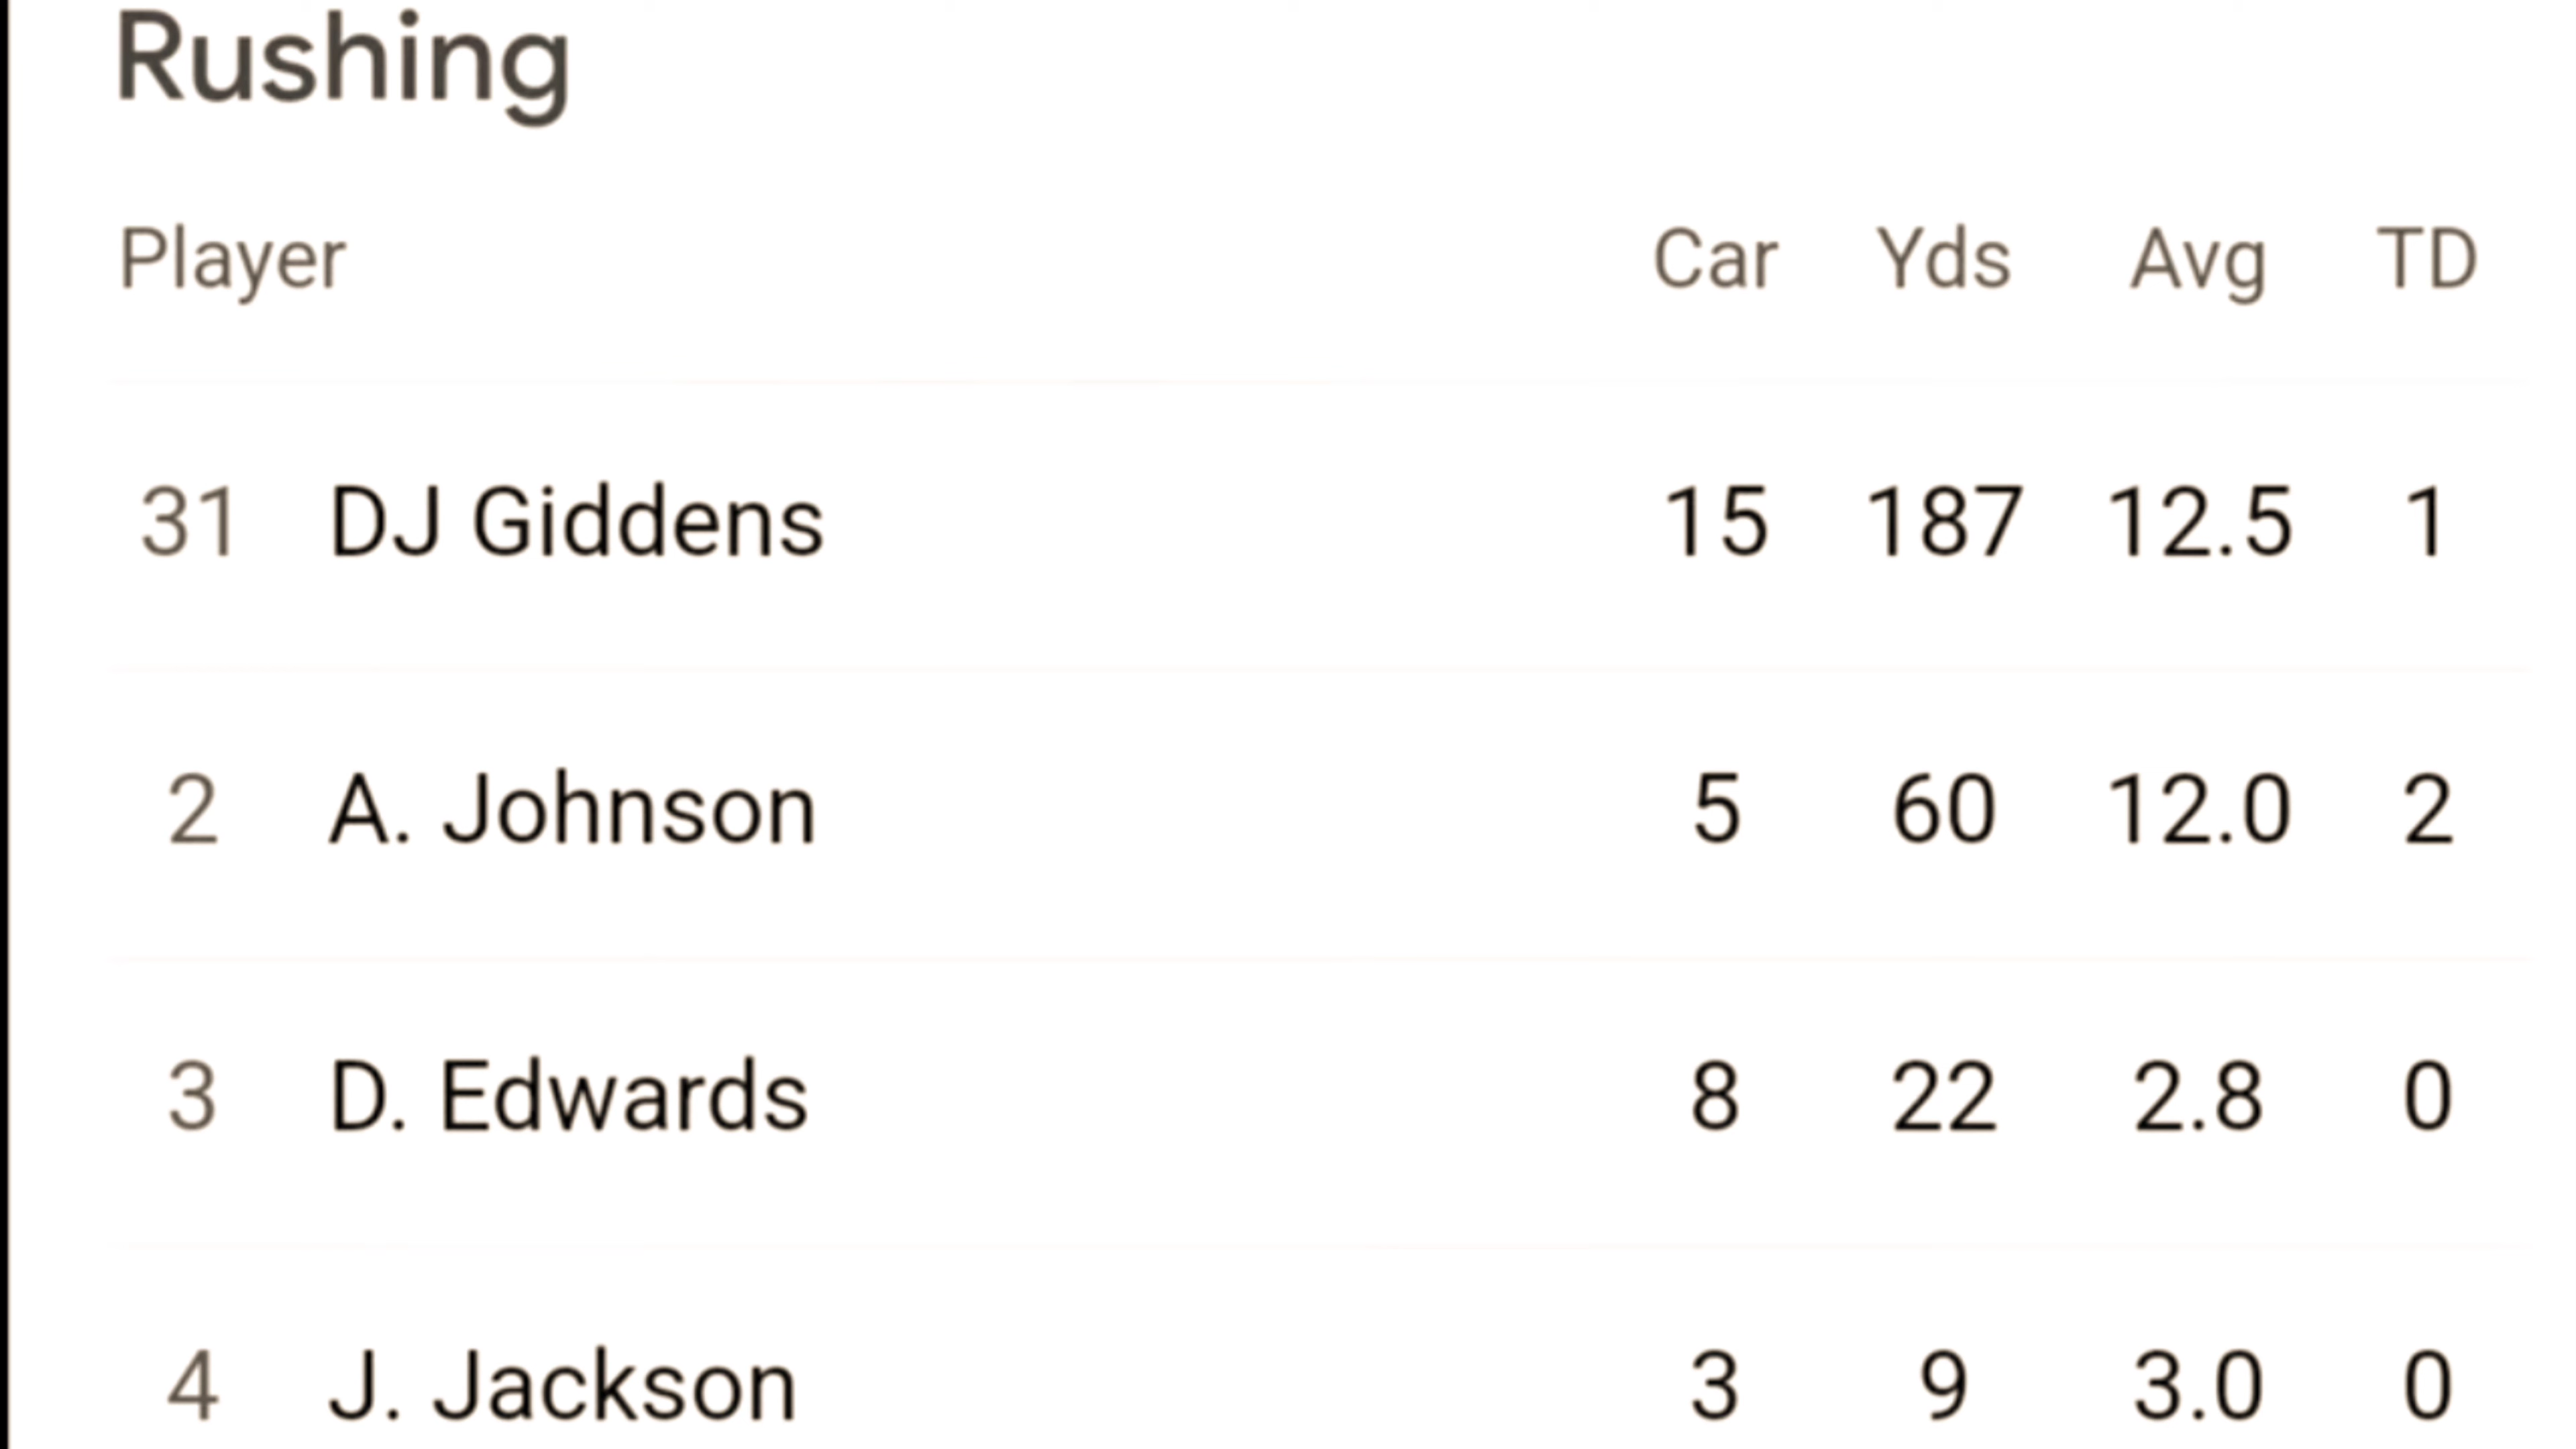 Rushing
Player Car Yds Avg TD
31 DJ Giddens 15 187 12.5 1
2 A. Johnson 5 60 12.0 2
3 D. Edwards 8 22 2.8 0
4 J. Jackson 3 9 3.0 0